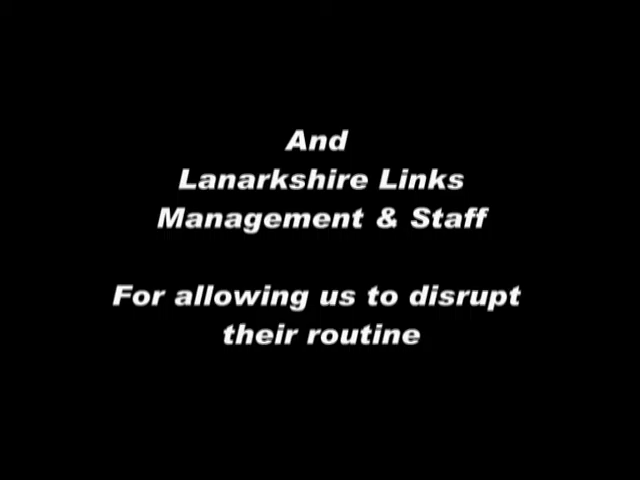 And
Lanarkshire Links
Management & Staff
For allowing us to disrupt
their routine